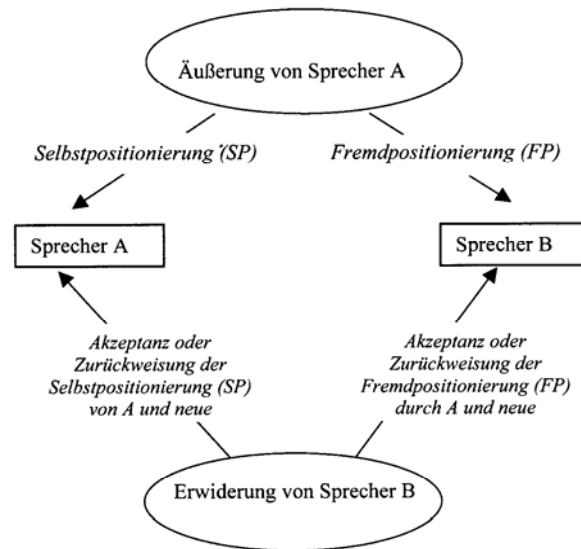 Äußerung von Sprecher A
Selbstpositionierung (SP)
Fremdpositionierung (FP)
Sprecher A
Sprecher B
Akzeptanz oder
Zurückweisung der
Selbstpositionierung (SP)
von A und neue
Akzeptanz oder
Zurückweisung der
Fremdpositionierung (FP)
durch A und neue
Erwiderung von Sprecher B